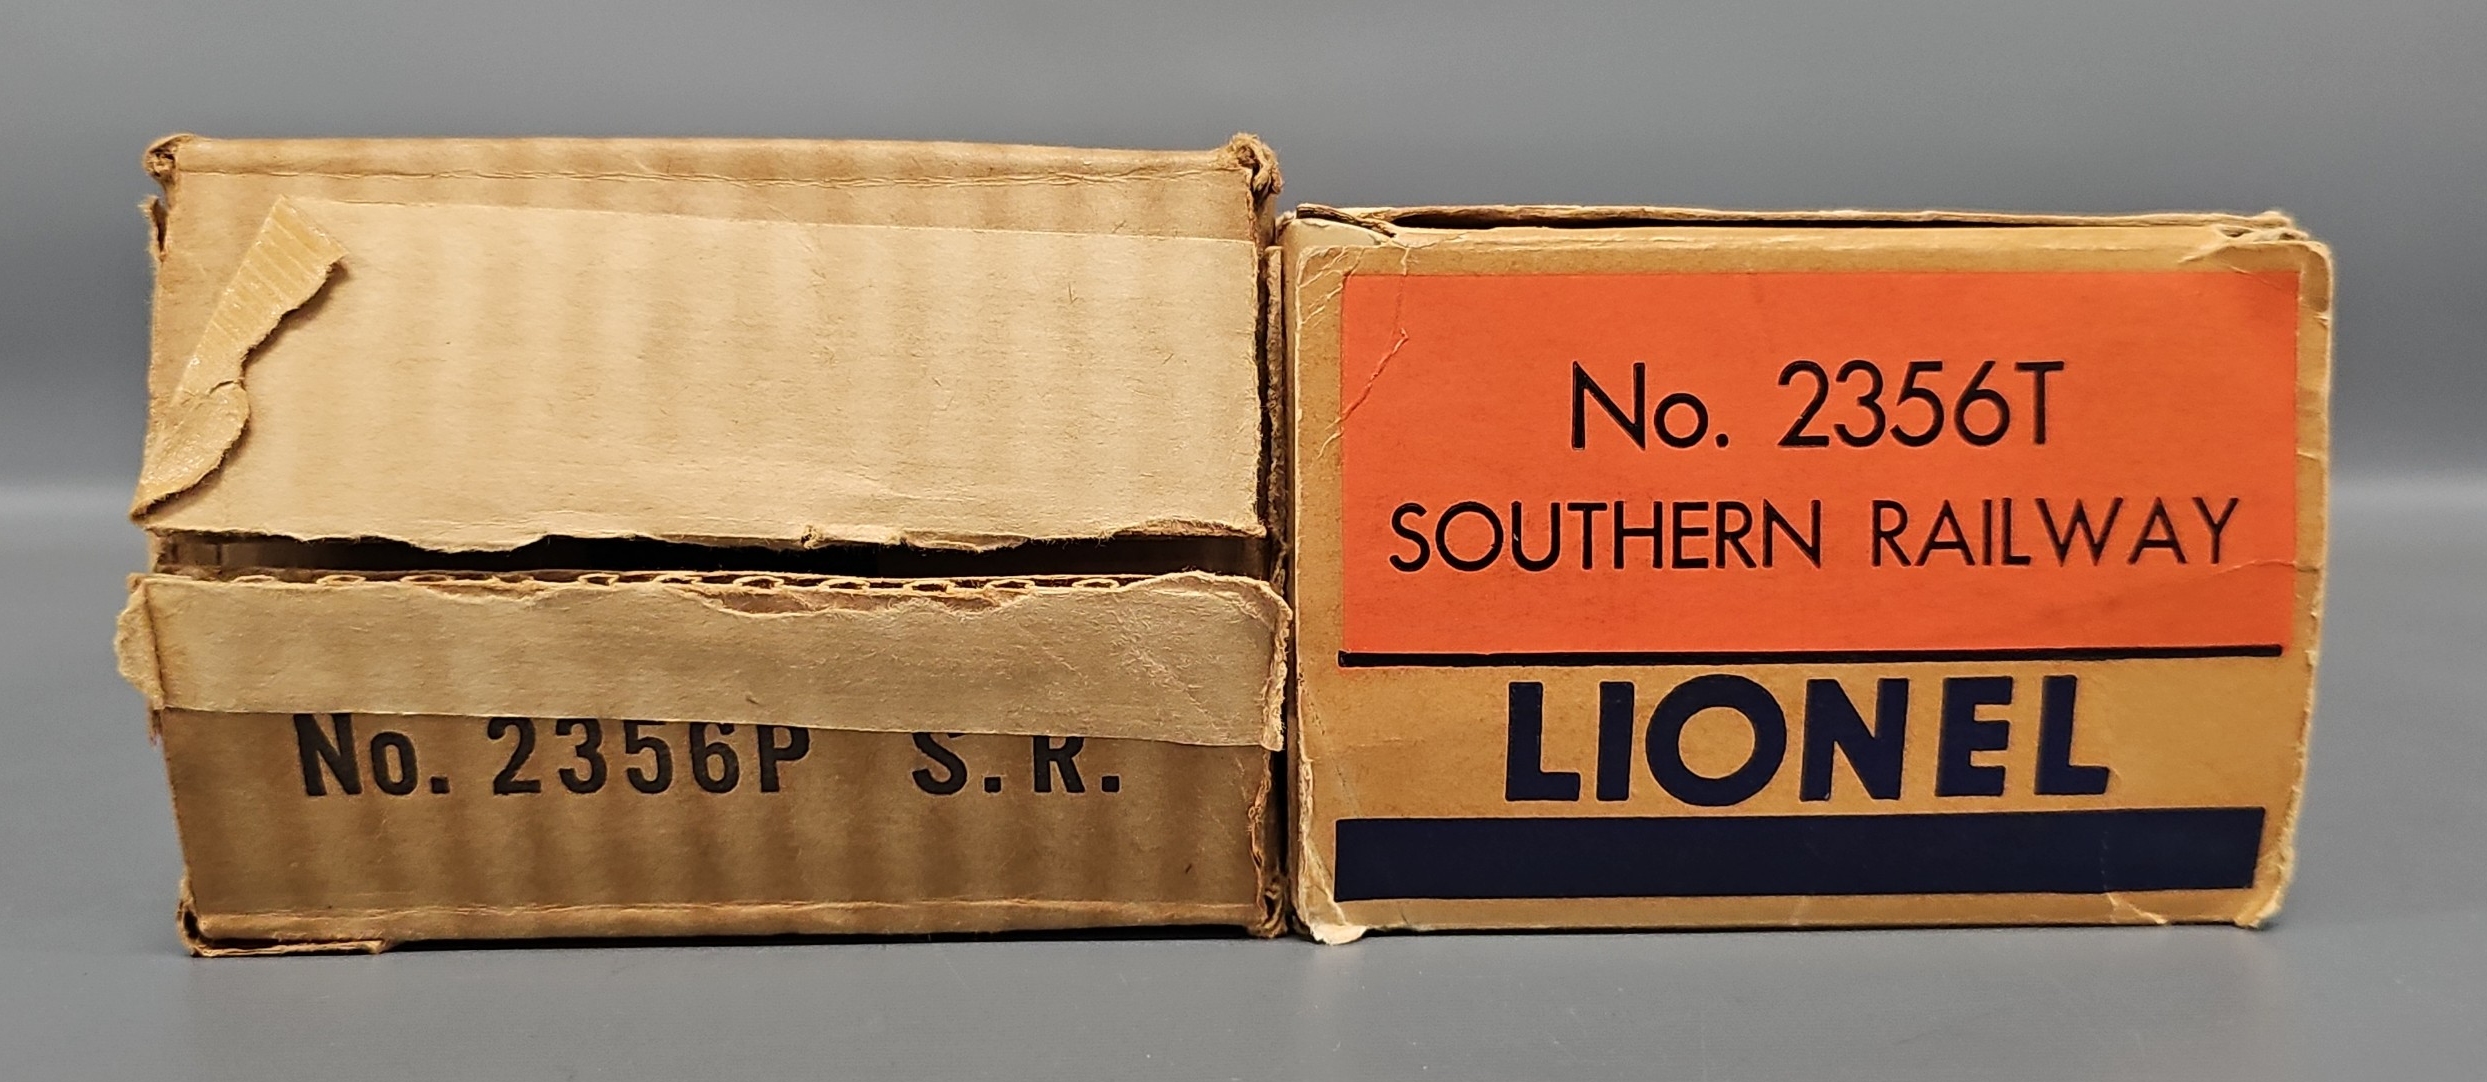 No. 2356P S.R.
No. 2356T
SOUTHERN RAILWAY
LIONEL